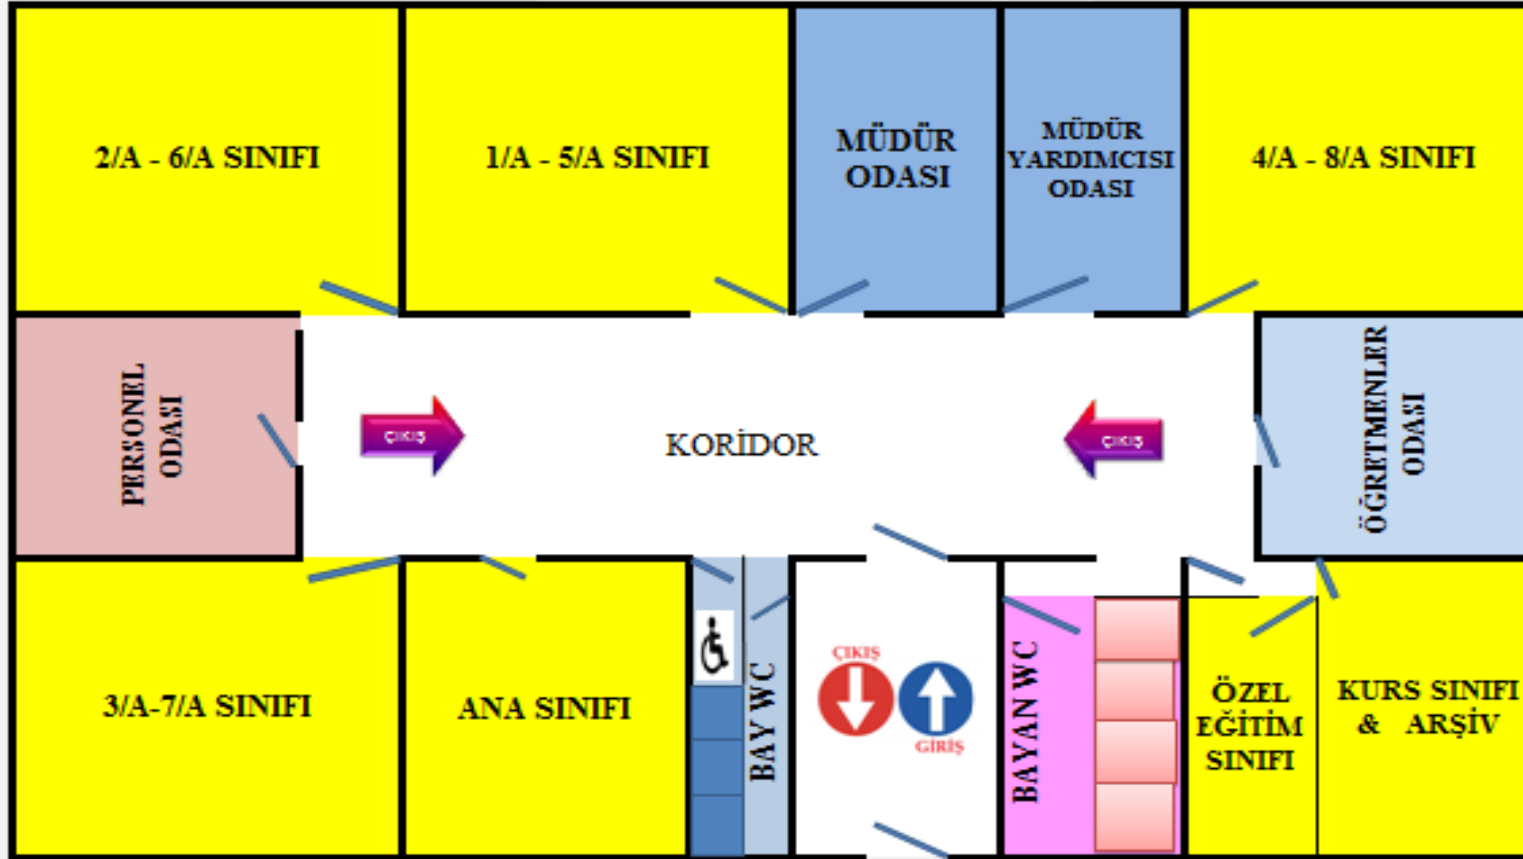 2/A - 6/A SINIFI
1/A - 5/A SINIFI
MÜDÜR
ODASI
MÜDÜR
YARDIMCISI
ODASI
4/A - 8/A SINIFI
PERSONEL
ODASI
ÇIKIŞ
KORİDOR
ÇIKIŞ
ÖĞRETMENLER
ODASI
3/A-7/A SINIFI
ANA SINIFI
BAY WC
ÇIKIŞ
GİRİŞ
BAYAN WC
ÖZEL
EĞİTİM
SINIFI
KURS SINIFI
& ARŞİV